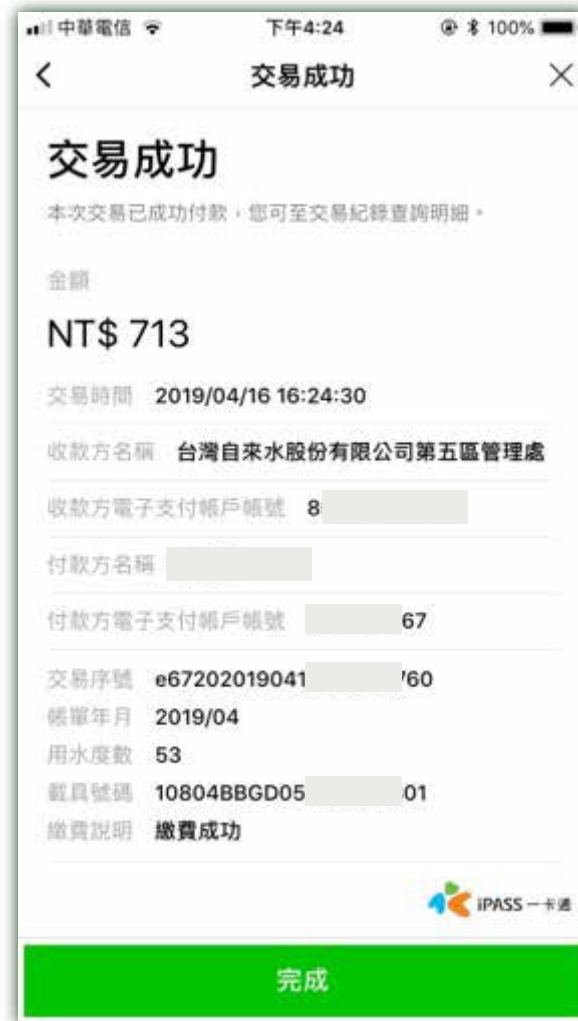 中華電信 下午4:24 100%
交易成功
交易成功
本次交易已成功付款，您可至交易紀錄查詢明細。
金額
NT$ 713
交易時間 2019/04/16 16:24:30
收款方名稱 台灣自來水股份有限公司第五區管理處
收款方電子支付帳戶帳號 8
付款方名稱
付款方電子支付帳戶帳號 67
交易序號 e67202019041 760
帳單年月 2019/04
用水度數 53
載具號碼 10804BBGD05 01
繳費說明 繳費成功
iPASS 一卡通
完成